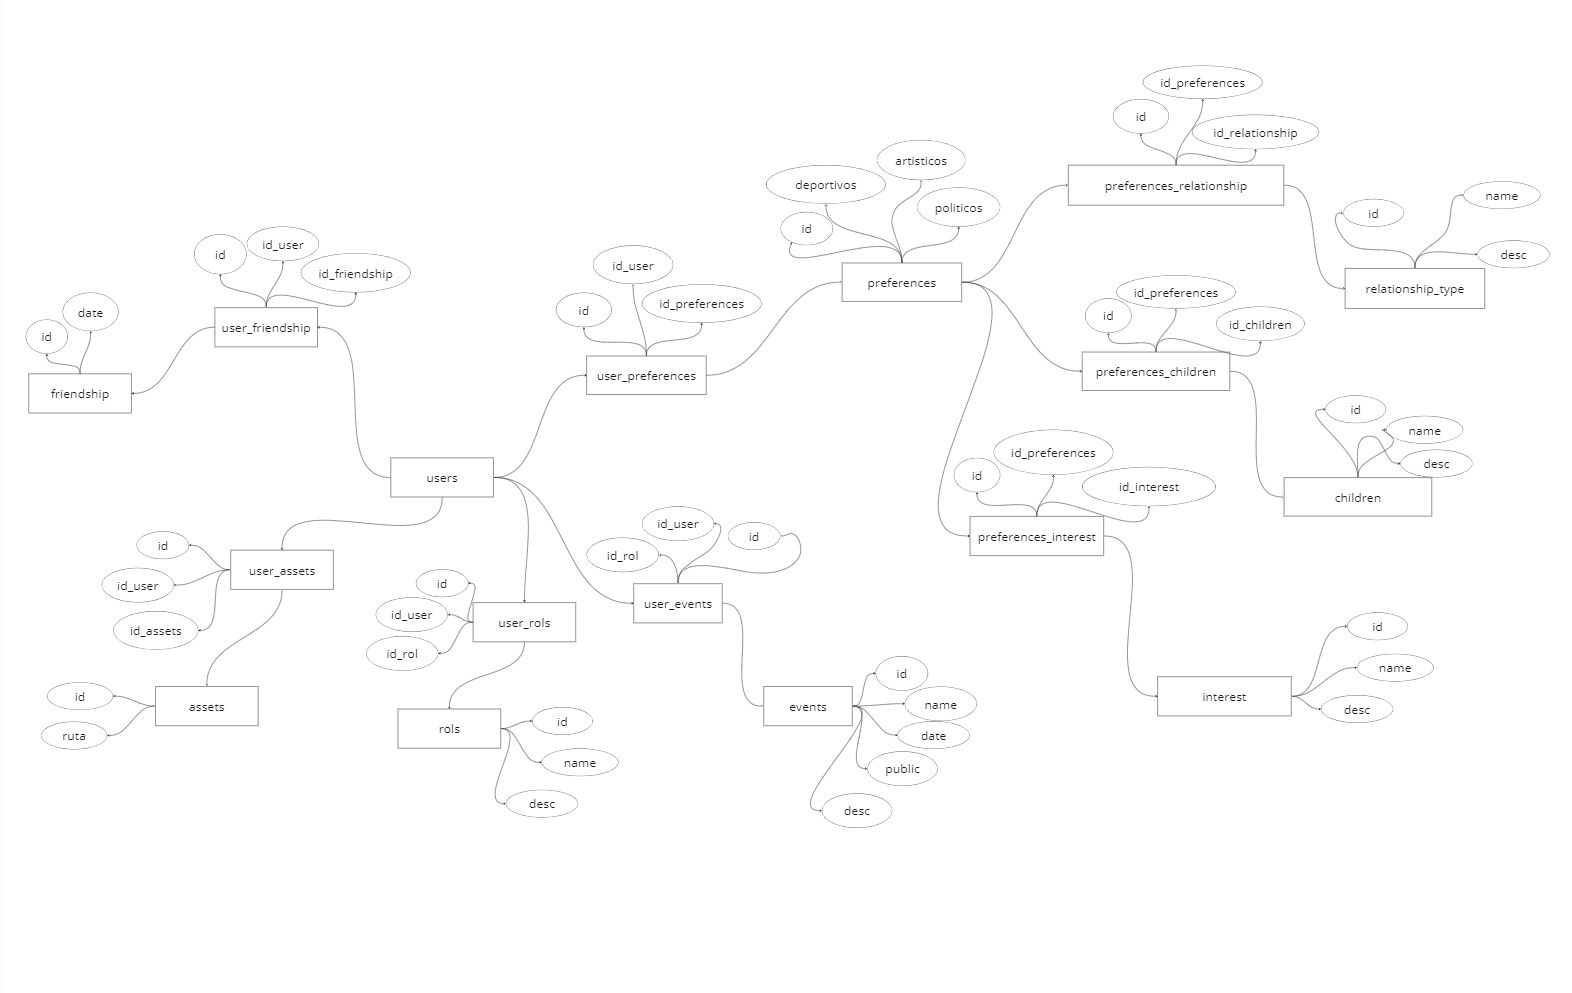 id_preferences
id
id_relationship
preferences_relationship
artisticos
deportivos
politicos
id
preferences
id
name
desc
relationship_type
id
id_user
id_friendship
user_friendship
date
id
friendship
id_user
id
id_preferences
user_preferences
id_preferences
id
id_children
preferences_children
id
name
desc
children
users
id_preferences
id
id_interest
preferences_interest
id
id_user
id_assets
user_assets
id
id_user
id_rol
user_rols
id_user
id
id_rol
user_events
id
ruta
assets
rols
id
name
desc
events
id
name
date
public
desc
interest
id
name
desc